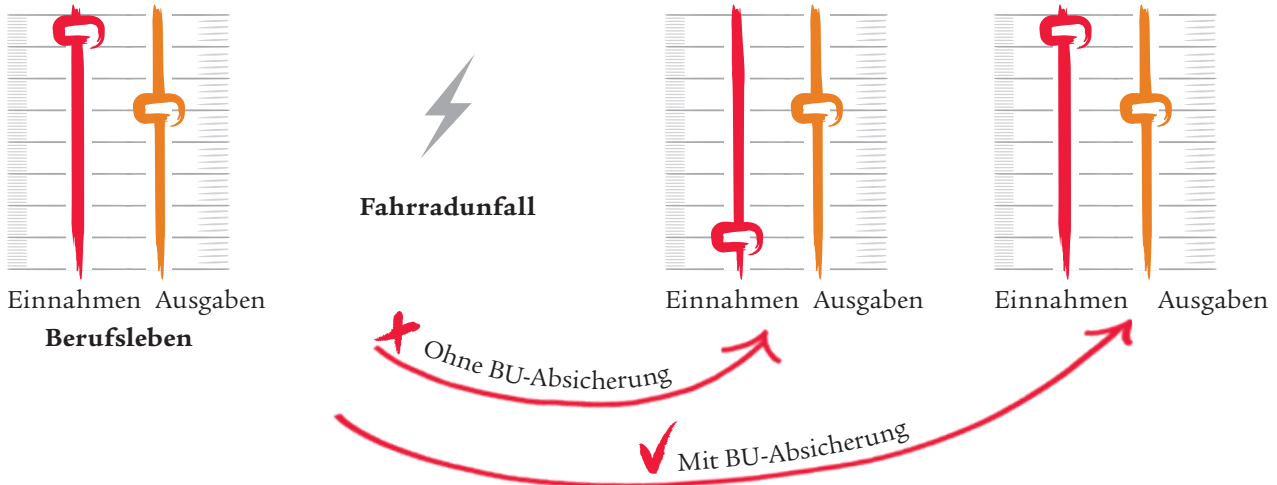 Fahrradunfall
Einnahmen Ausgaben
Berufsleben
Einnahmen Ausgaben
Einnahmen Ausgaben
Ohne BU-Absicherung
Mit BU-Absicherung